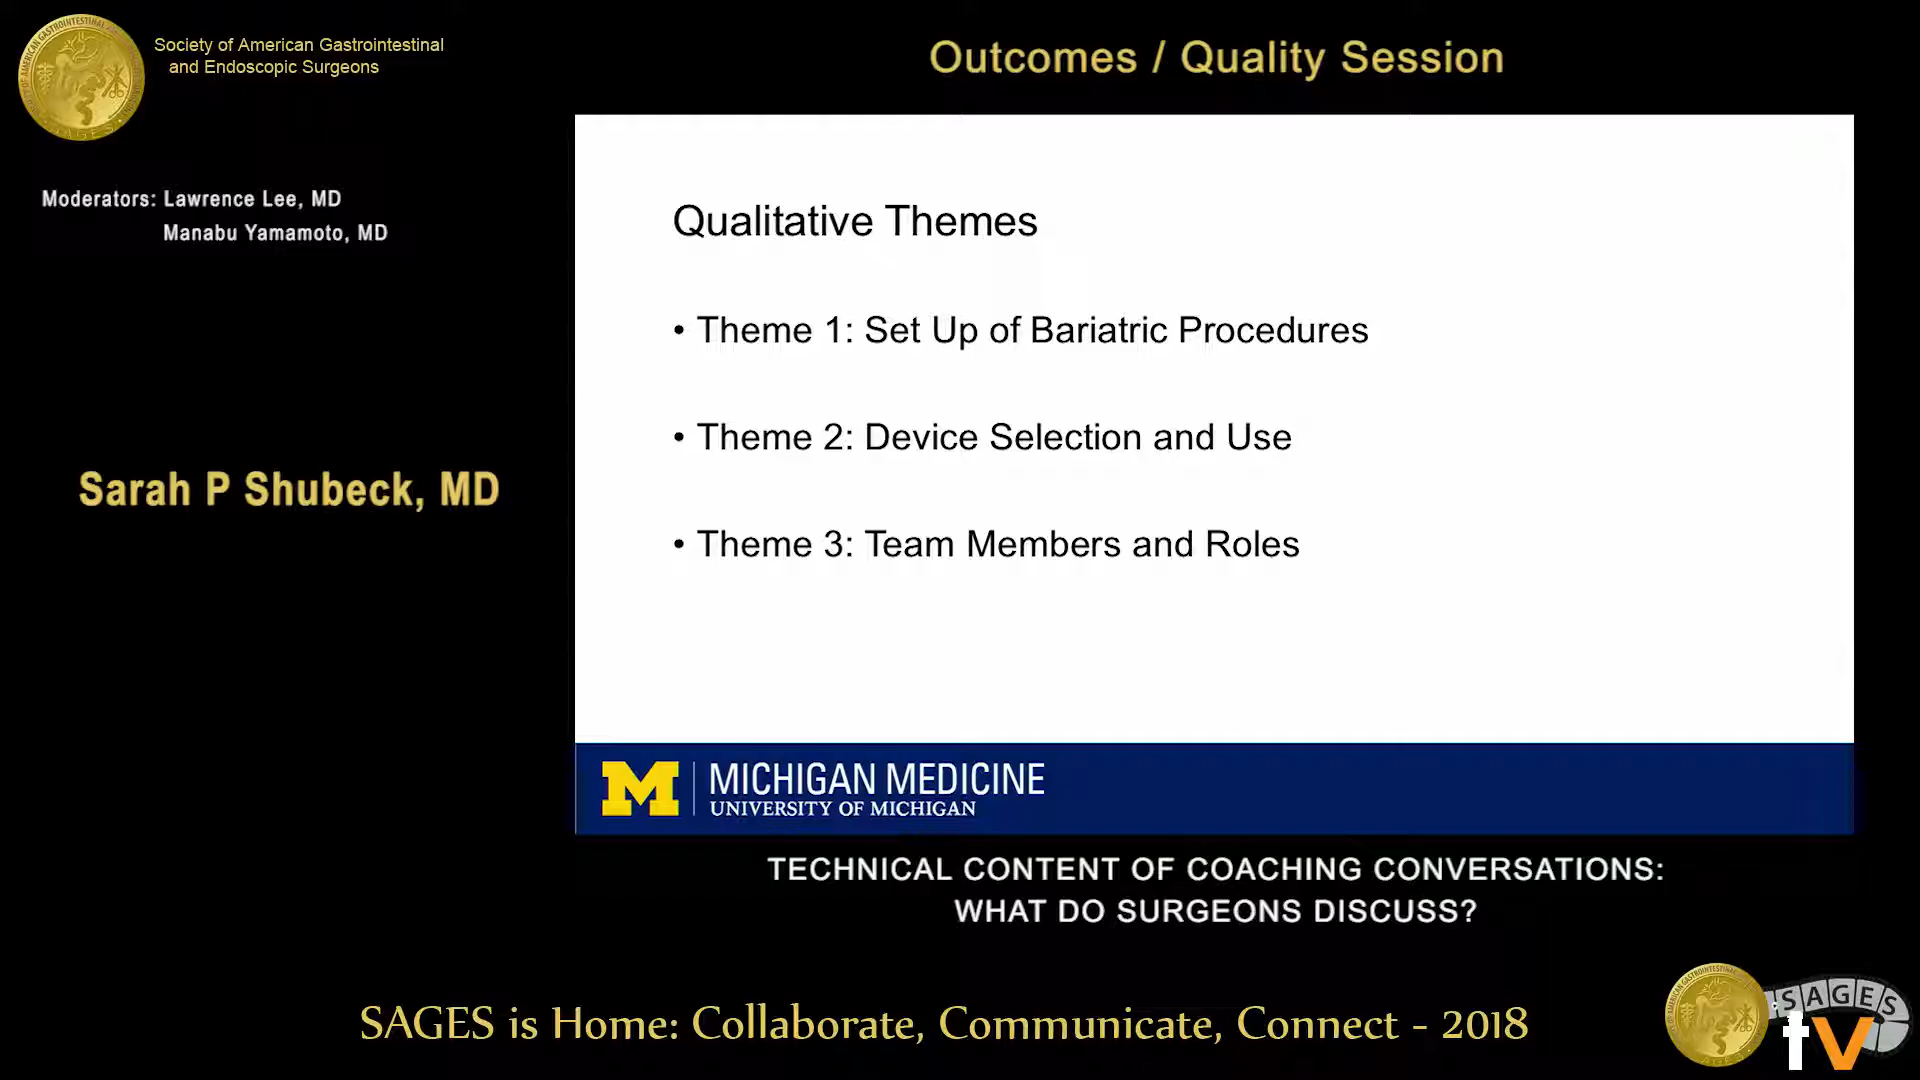 Society of American Gastrointestinal
and Endoscopic Surgeons
Outcomes / Quality Session
Moderators: Lawrence Lee, MD
Manabu Yamamoto, MD
Sarah P Shubeck, MD
Qualitative Themes
• Theme 1: Set Up of Bariatric Procedures
• Theme 2: Device Selection and Use
• Theme 3: Team Members and Roles
M MICHIGAN MEDICINE
UNIVERSITY OF MICHIGAN
TECHNICAL CONTENT OF COACHING CONVERSATIONS:
WHAT DO SURGEONS DISCUSS?
SAGES is Home: Collaborate, Communicate, Connect - 2018
SAGES
tv